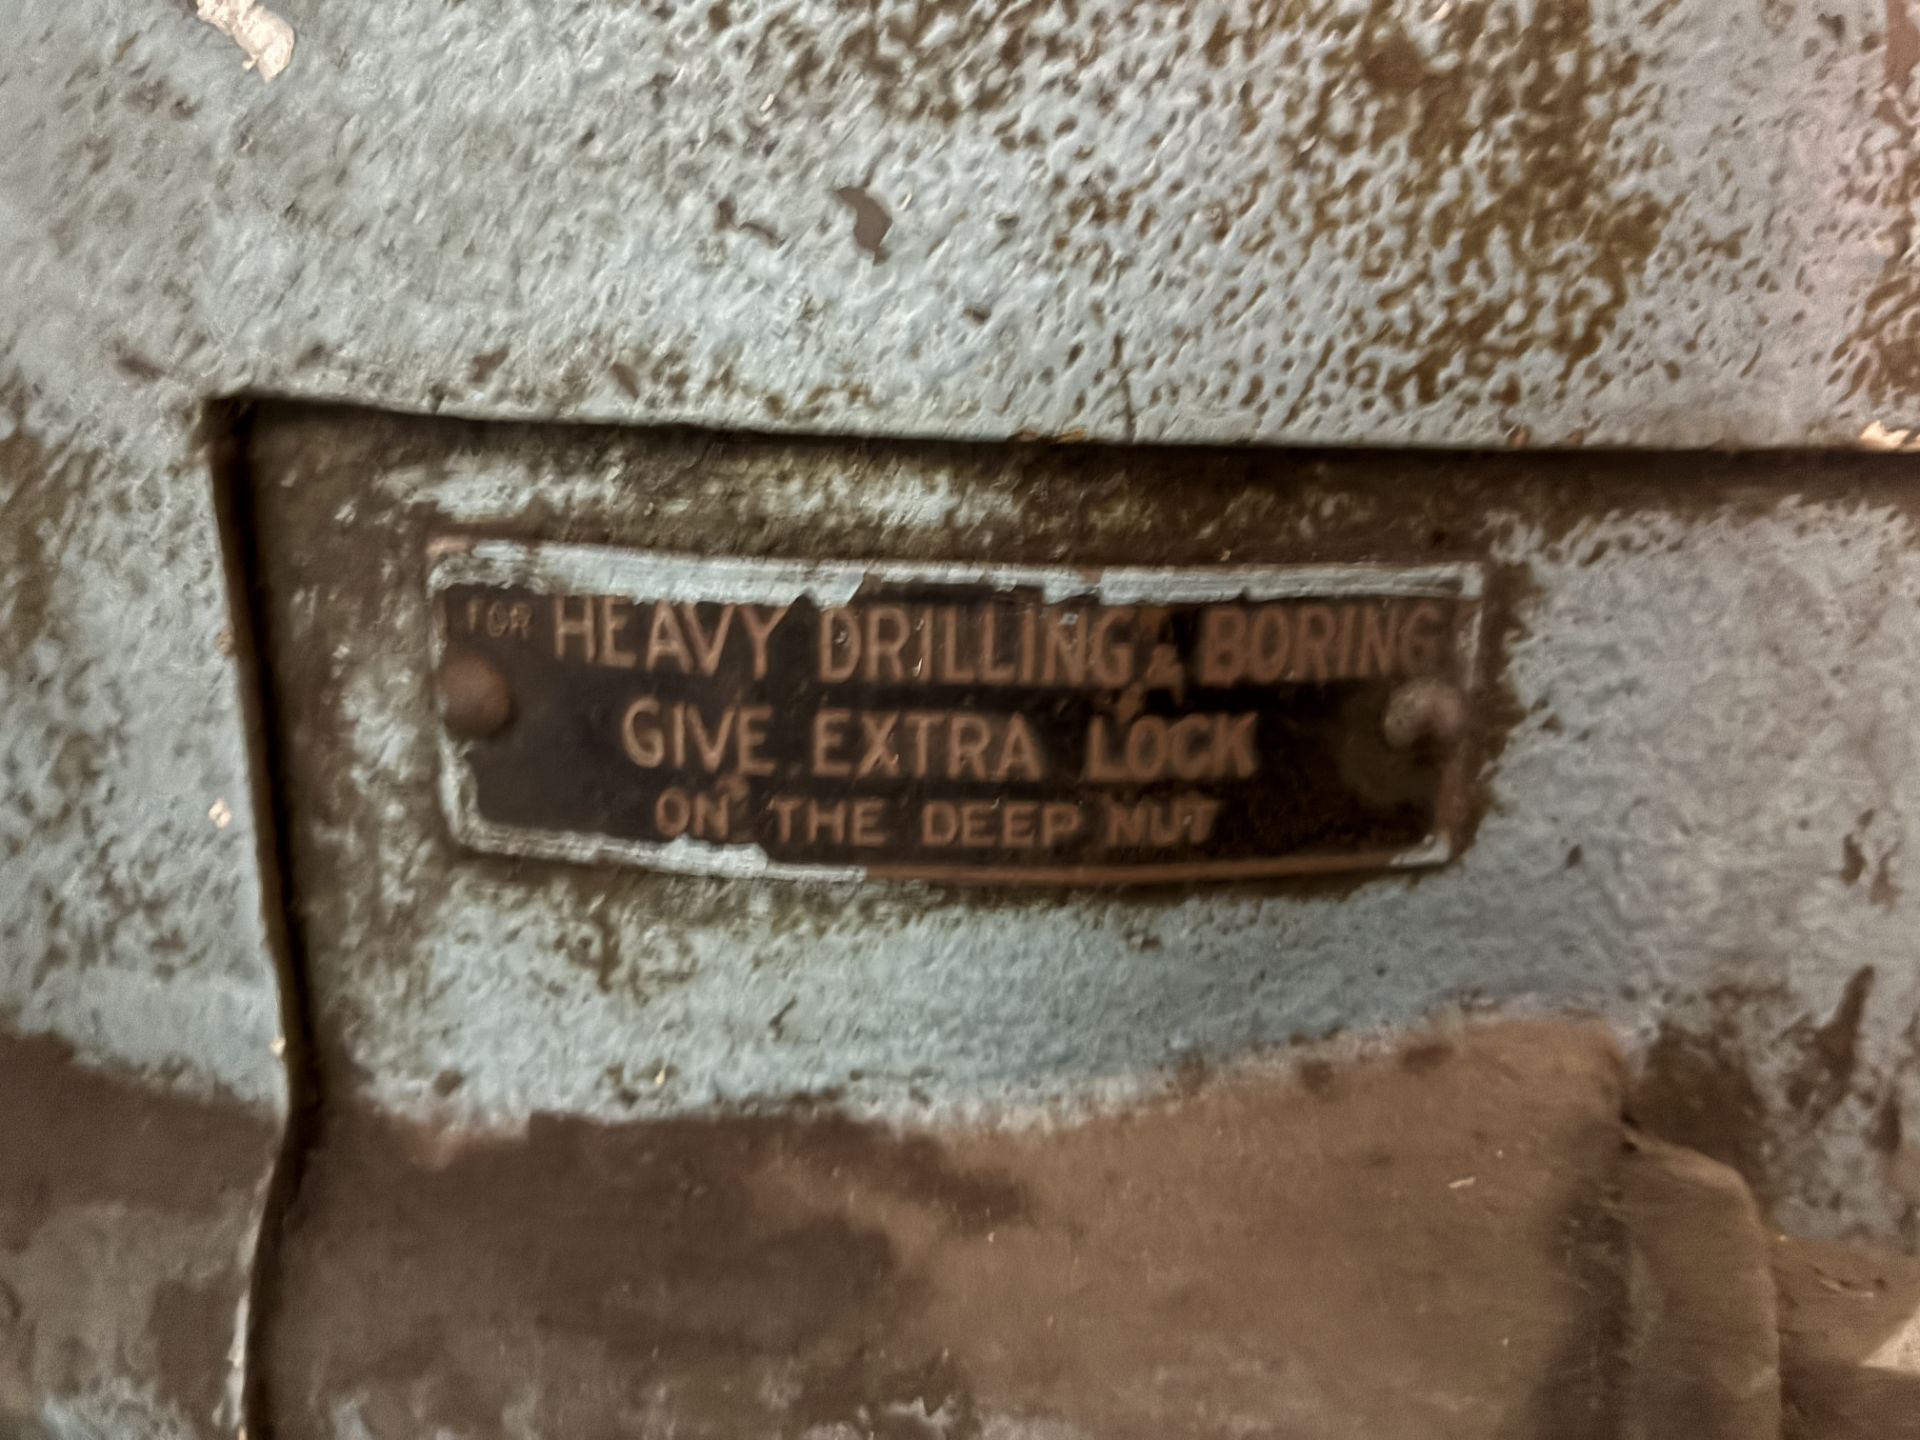 FOR HEAVY DRILLING & BORING
GIVE EXTRA LOCK
ON THE DEEP NUT